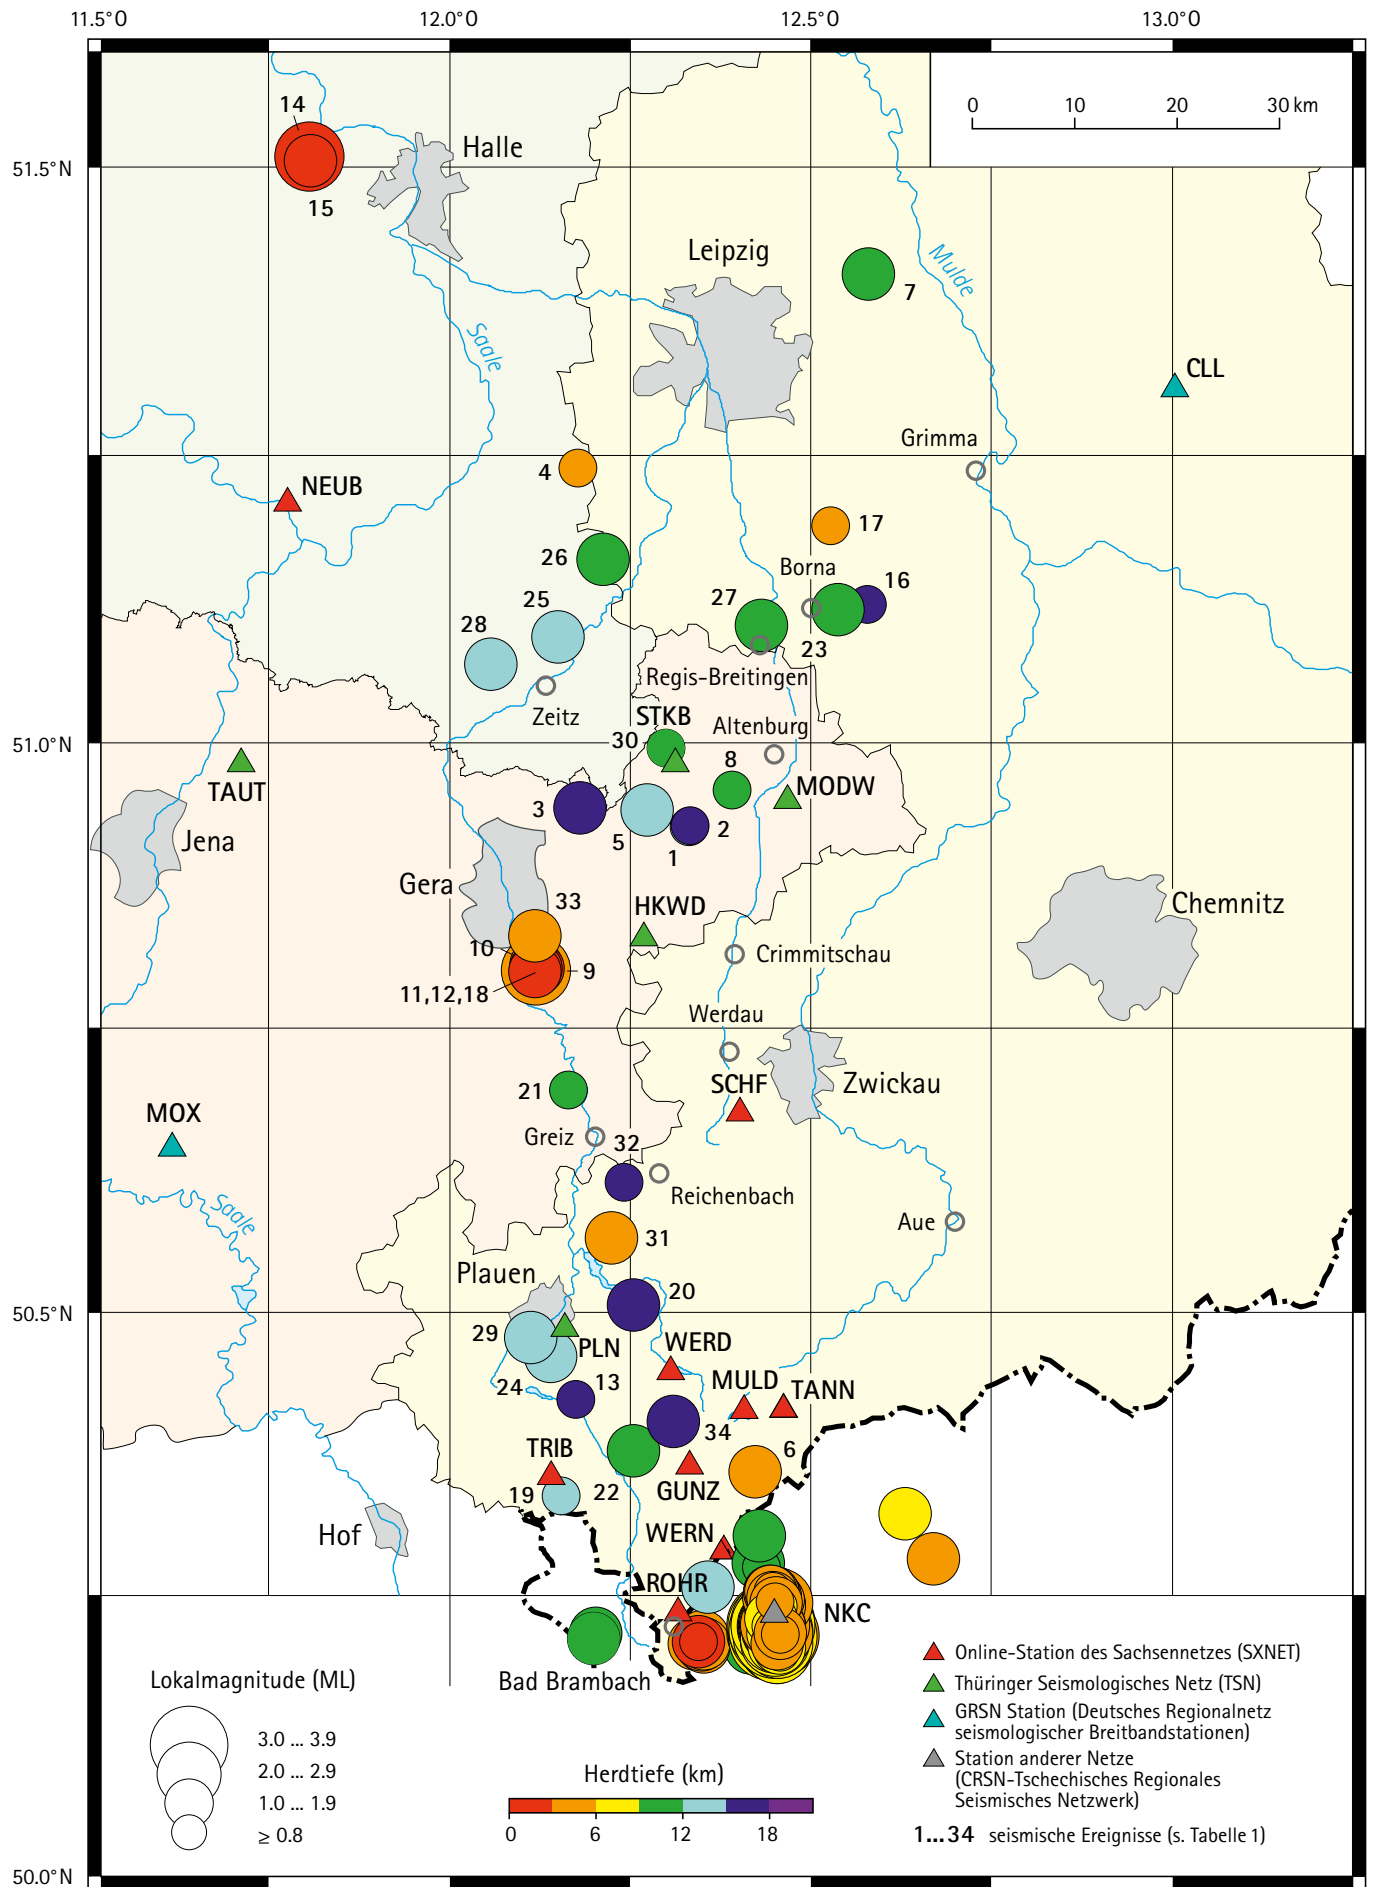 11.5°O 12.0°O 12.5°O 13.0°O
0 10 20 30 km
14
Halle
51.5°N
15
Leipzig
Mulde
7
Saale
CLL
Grimma
4
NEUB
17
26
Borna
16
25
27
28
23
Regis-Breitingen
Zeitz
STKB
Altenburg
30
51.0°N
8
TAUT
MODW
3
5
2
Jena
1
Gera
33
HKWD
Chemnitz
10
Crimmitschau
9
11,12,18
Werdau
SCHF
Zwickau
21
MOX
Greiz
32
Reichenbach
Saale
Aue
31
Plauen
20
50.5°N
29
PLN
WERD
24
13
MULD
TANN
34
TRIB
6
GUNZ
19
22
Hof
WERN
ROHR
NKC
Bad Brambach
Lokalmagnitude (ML)
3.0 ... 3.9
2.0 ... 2.9
1.0 ... 1.9
≥ 0.8
Herdtiefe (km)
0 6 12 18
Online-Station des Sachsennetzes (SXNET)
Thüringer Seismologisches Netz (TSN)
GRSN Station (Deutsches Regionalnetz
seismologischer Breitbandstationen)
Station anderer Netze
(CRSN-Tschechisches Regionales
Seismisches Netzwerk)
1...34 seismische Ereignisse (s. Tabelle 1)
50.0°N